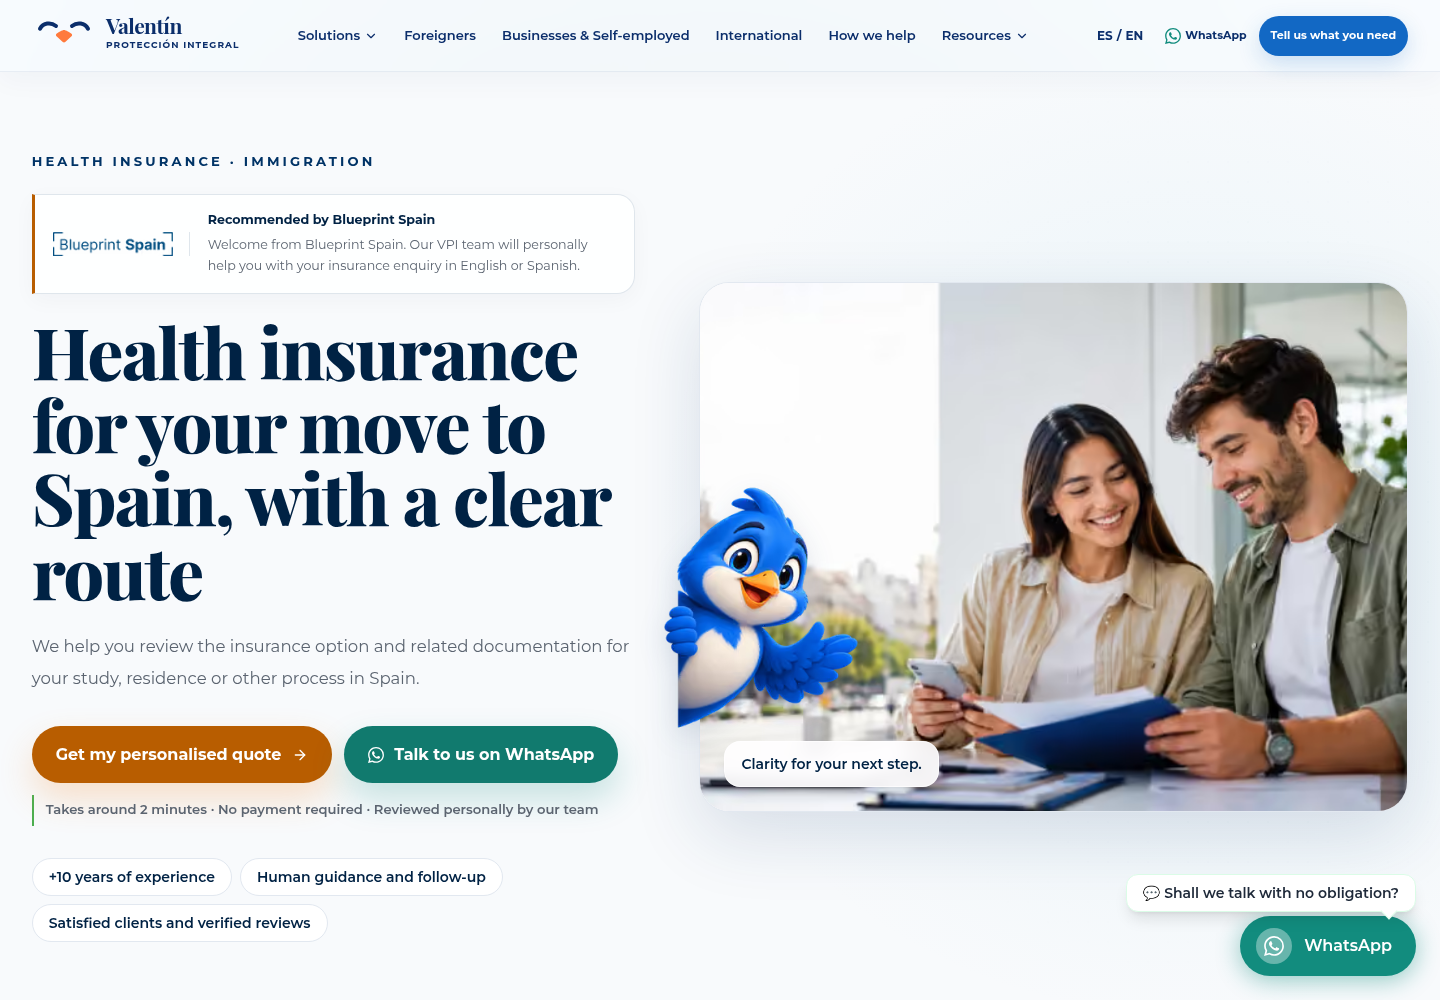 Valentín
PROTECCIÓN INTEGRAL
Solutions
Foreigners
Businesses & Self-employed
International
How we help
Resources
ES / EN
WhatsApp
Tell us what you need
HEALTH INSURANCE · IMMIGRATION
Blueprint Spain
Recommended by Blueprint Spain
Welcome from Blueprint Spain. Our VPI team will personally
help you with your insurance enquiry in English or Spanish.
Health insurance
for your move to
Spain, with a clear
route
We help you review the insurance option and related documentation for
your study, residence or other process in Spain.
Get my personalised quote
Talk to us on WhatsApp
Takes around 2 minutes · No payment required · Reviewed personally by our team
+10 years of experience
Human guidance and follow-up
Satisfied clients and verified reviews
Clarity for your next step.
💬 Shall we talk with no obligation?
WhatsApp